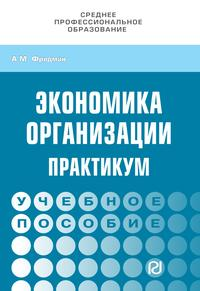 СРЕДНЕЕ
ПРОФЕССИОНАЛЬНОЕ
ОБРАЗОВАНИЕ
А.М. Фридман
ЭКОНОМИКА
ОРГАНИЗАЦИИ
ПРАКТИКУМ
УЧЕБНОЕ
ПОСОБИЕ